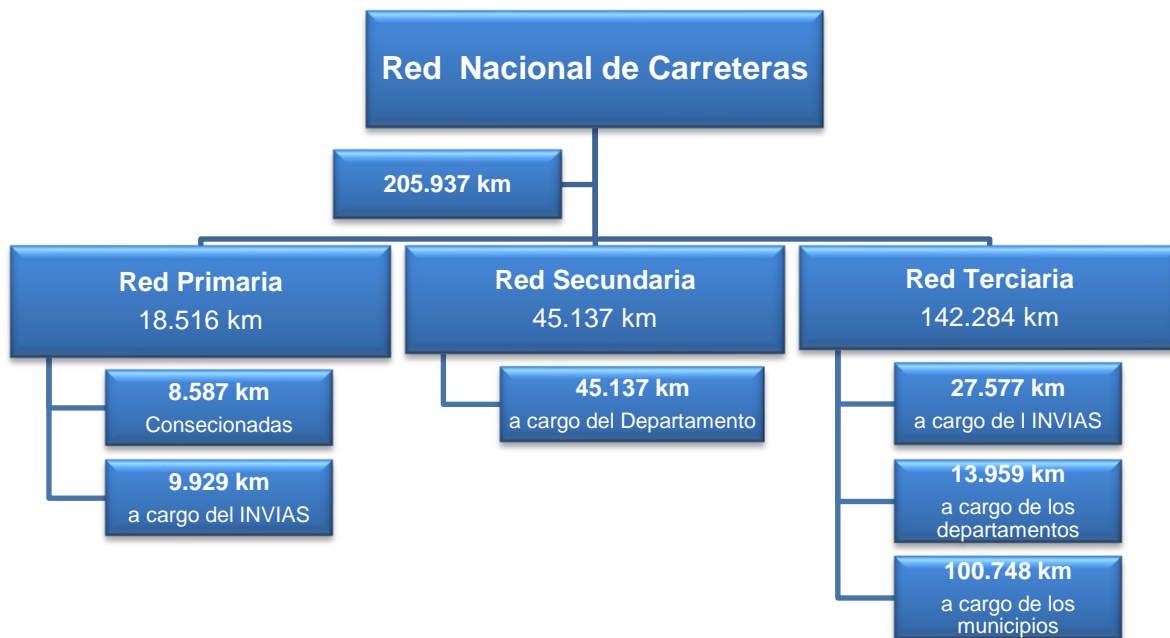 Red Nacional de Carreteras
205.937 km
Red Primaria
18.516 km
8.587 km
Consecionadas
9.929 km
a cargo del INVIAS
Red Secundaria
45.137 km
45.137 km
a cargo del Departamento
Red Terciaria
142.284 km
27.577 km
a cargo de l INVIAS
13.959 km
a cargo de los
departamentos
100.748 km
a cargo de los
municipios